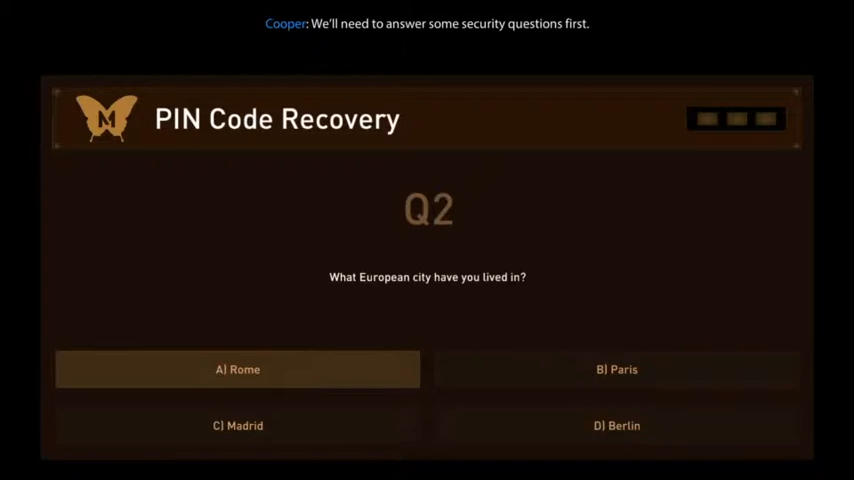 Cooper: We'll need to answer some security questions first.
M
PIN Code Recovery
Q2
What European city have you lived in?
A) Rome
B) Paris
C) Madrid
D) Berlin